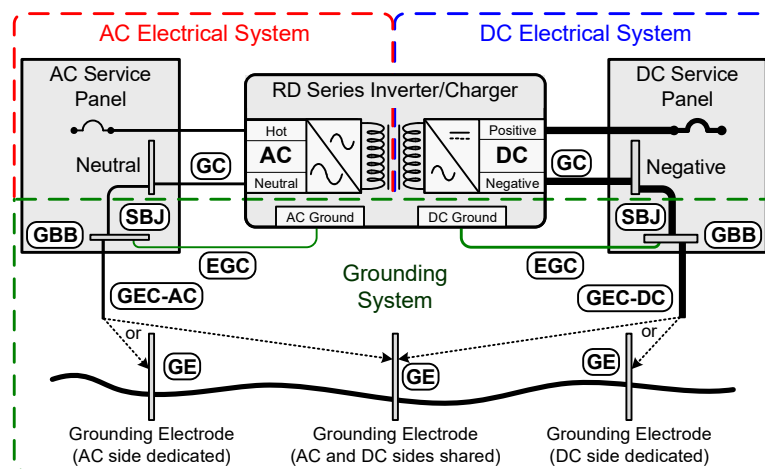 AC Electrical System
DC Electrical System
AC Service
Panel
RD Series Inverter/Charger
DC Service
Panel
Hot
AC
Neutral
Positive
DC
Negative
Neutral
GC
GC
Negative
SBJ
AC Ground
DC Ground
SBJ
GBB
GBB
EGC
EGC
Grounding
System
GEC-AC
GEC-DC
or
or
GE
GE
GE
Grounding Electrode
(AC side dedicated)
Grounding Electrode
(AC and DC sides shared)
Grounding Electrode
(DC side dedicated)